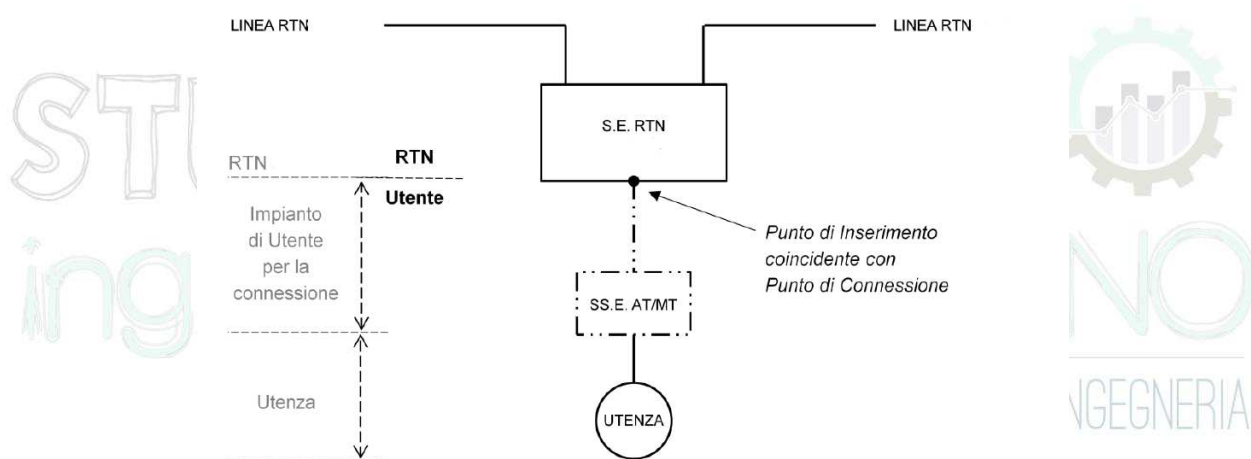 LINEA RTN
LINEA RTN
S.E. RTN
RTN
RTN
Utente
Impianto
di Utente
per la
connessione
Punto di Inserimento
coincidente con
Punto di Connessione
SS.E. AT/MT
Utenza
UTENZA
ing